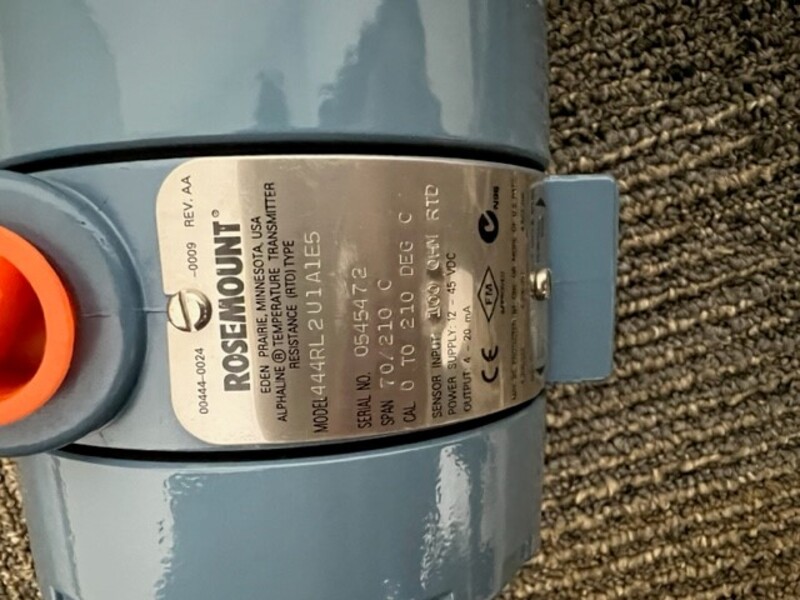 00444-0024 -0009 REV. AA
ROSEMOUNT®
EDEN PRAIRIE, MINNESOTA, USA
ALPHALINE ® TEMPERATURE TRANSMITTER
RESISTANCE (RTD) TYPE
MODEL 444RL2U1A1E5
SERIAL NO. 0545472
SPAN 70/210 C
CAL 0 TO 210 DEG C
SENSOR INPUT 100 OHM RTD
POWER SUPPLY: 12 - 45 VDC
OUTPUT: 4 - 20 mA
CE FM N96
APPROVED